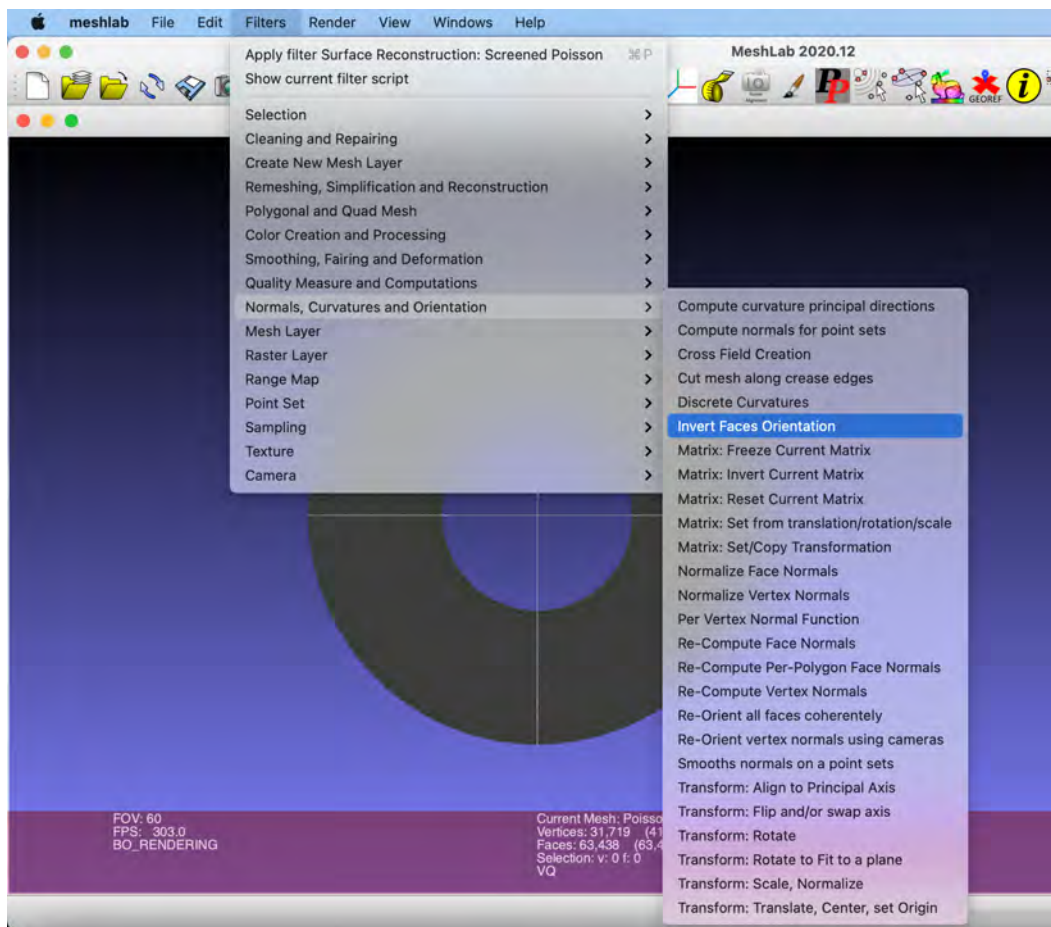 meshlab File Edit Filters Render View Windows Help
MeshLab 2020.12
Apply filter Surface Reconstruction: Screened Poisson ⌘P
Show current filter script
GEOREF
Selection
Cleaning and Repairing
Create New Mesh Layer
Remeshing, Simplification and Reconstruction
Polygonal and Quad Mesh
Color Creation and Processing
Smoothing, Fairing and Deformation
Quality Measure and Computations
Normals, Curvatures and Orientation
Mesh Layer
Raster Layer
Range Map
Point Set
Sampling
Texture
Camera
Compute curvature principal directions
Compute normals for point sets
Cross Field Creation
Cut mesh along crease edges
Discrete Curvatures
Invert Faces Orientation
Matrix: Freeze Current Matrix
Matrix: Invert Current Matrix
Matrix: Reset Current Matrix
Matrix: Set from translation/rotation/scale
Matrix: Set/Copy Transformation
Normalize Face Normals
Normalize Vertex Normals
Per Vertex Normal Function
Re-Compute Face Normals
Re-Compute Per-Polygon Face Normals
Re-Compute Vertex Normals
Re-Orient all faces coherentely
Re-Orient vertex normals using cameras
Smooths normals on a point sets
Transform: Align to Principal Axis
Transform: Flip and/or swap axis
Transform: Rotate
Transform: Rotate to Fit to a plane
Transform: Scale, Normalize
Transform: Translate, Center, set Origin
FOV: 60
FPS: 303.0
BO_RENDERING
Current Mesh: Poisso
Vertices: 31,719 (41
Faces: 63,438 (63,4
Selection: v: 0 f: 0
VQ